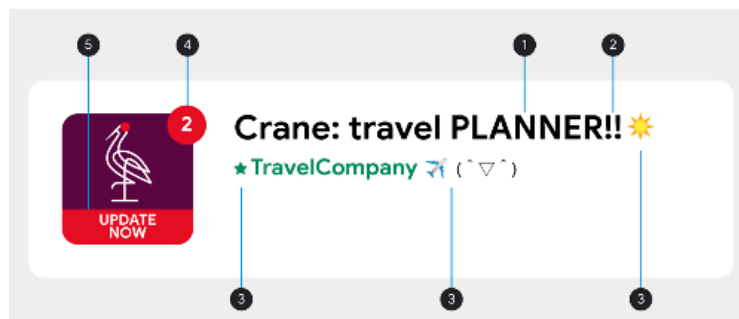 5 4 1 2
2
Crane: travel PLANNER!!☀️
★TravelCompany ✈️ (ˆ▽ˆ)
UPDATE
NOW
3 3 3